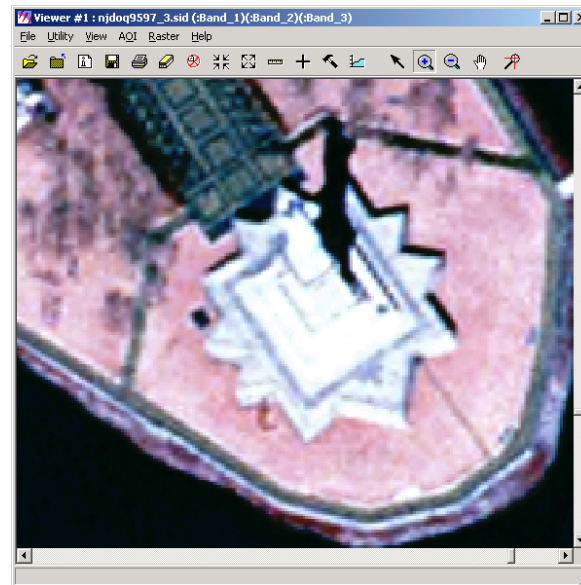 Viewer #1 : njdoq9597_3.sid (:Band_1)(:Band_2)(:Band_3)
File Utility View AOI Raster Help